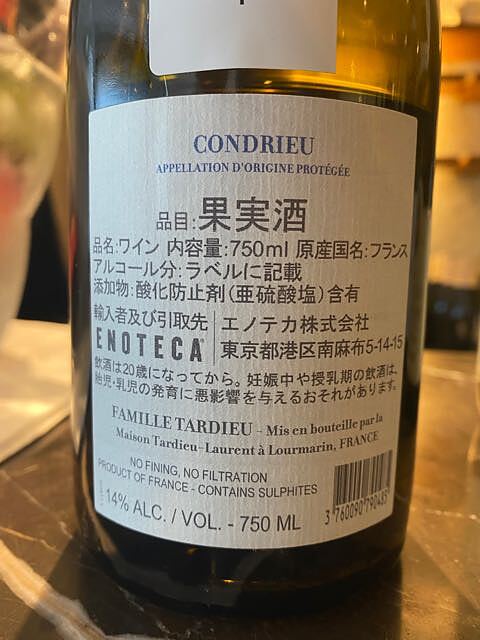 CONDRIEU
APPELLATION D'ORIGINE PROTÉGÉE
品目:果実酒
品名:ワイン 内容量:750ml 原産国名:フランス
アルコール分:ラベルに記載
添加物:酸化防止剤(亜硫酸塩)含有
輸入者及び引取先 エノテカ株式会社
ENOTECA 東京都港区南麻布5-14-15
飲酒は20歳になってから。妊娠中や授乳期の飲酒は、
胎児・乳児の発育に悪影響を与えるおそれがあります。
FAMILLE TARDIEU - Mis en bouteille par la
Maison Tardieu-Laurent à Lourmarin, FRANCE
NO FINING, NO FILTRATION
PRODUCT OF FRANCE - CONTAINS SULPHITES
14% ALC. / VOL. - 750 ML
3 760090 790485